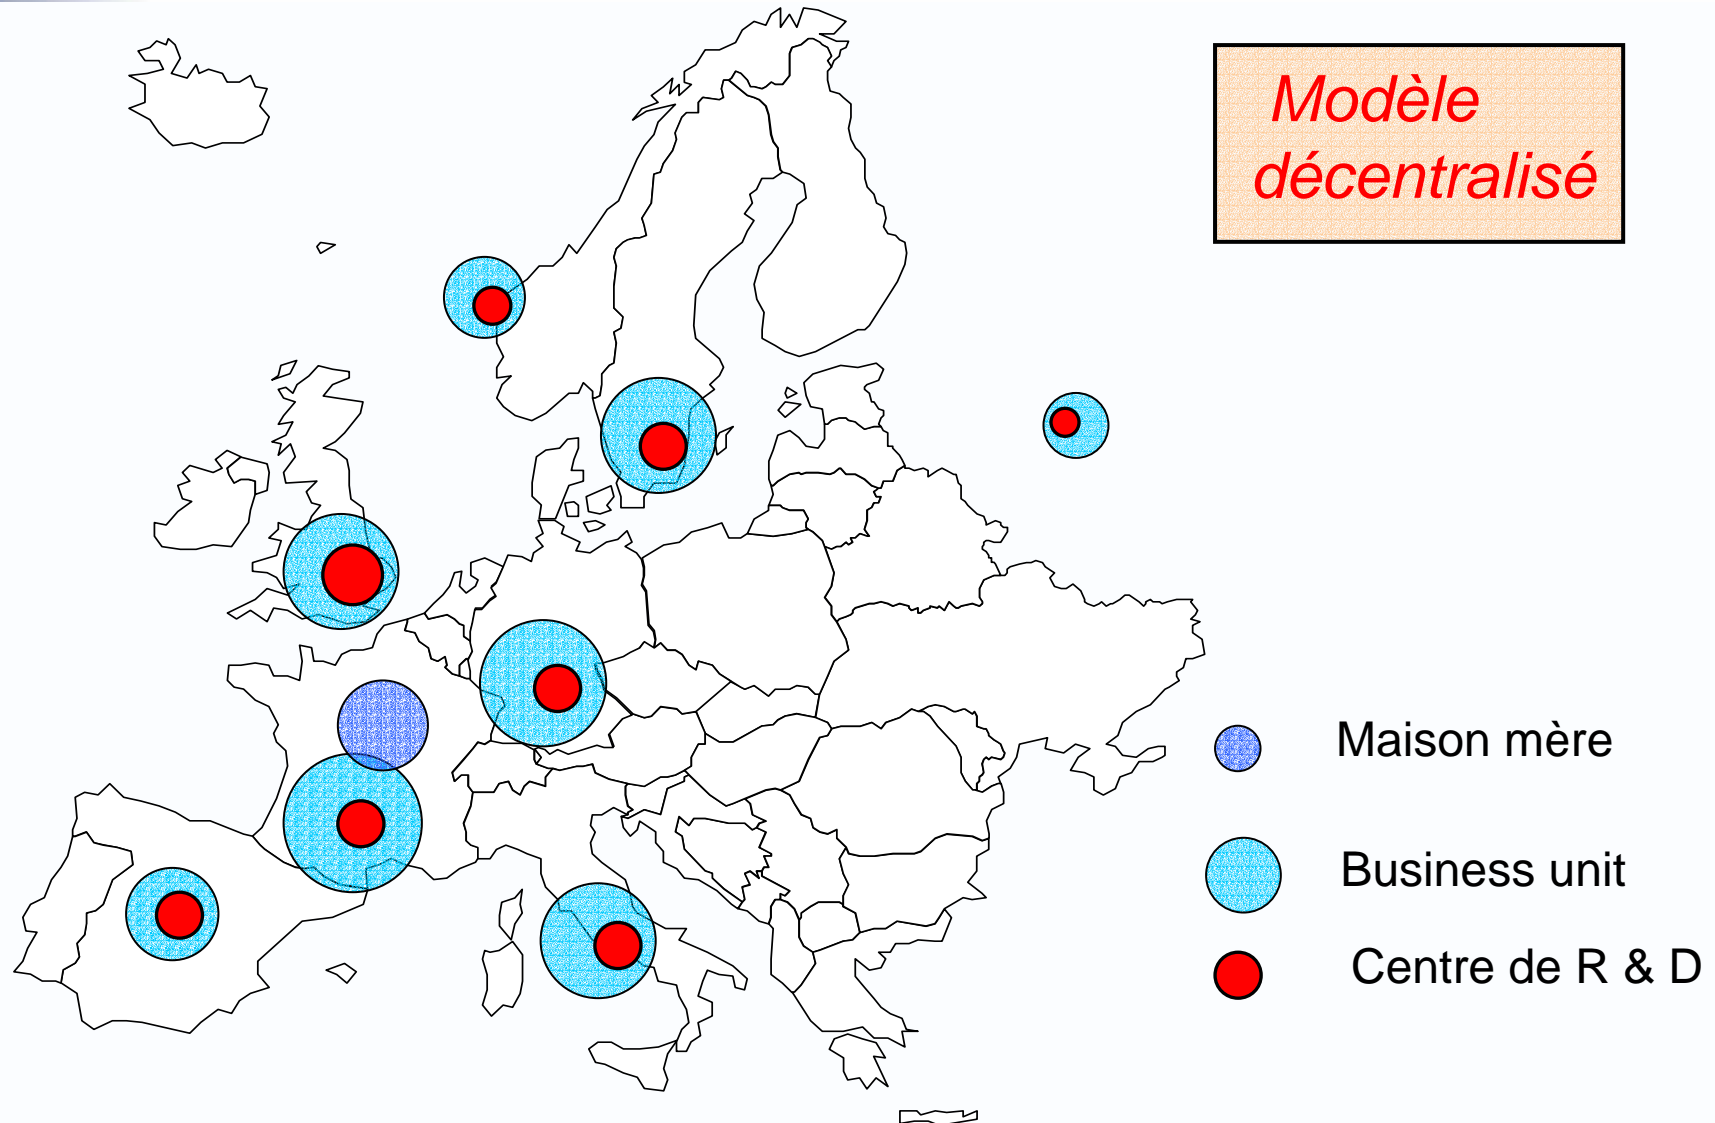 Modèle
décentralisé
Maison mère
Business unit
Centre de R & D